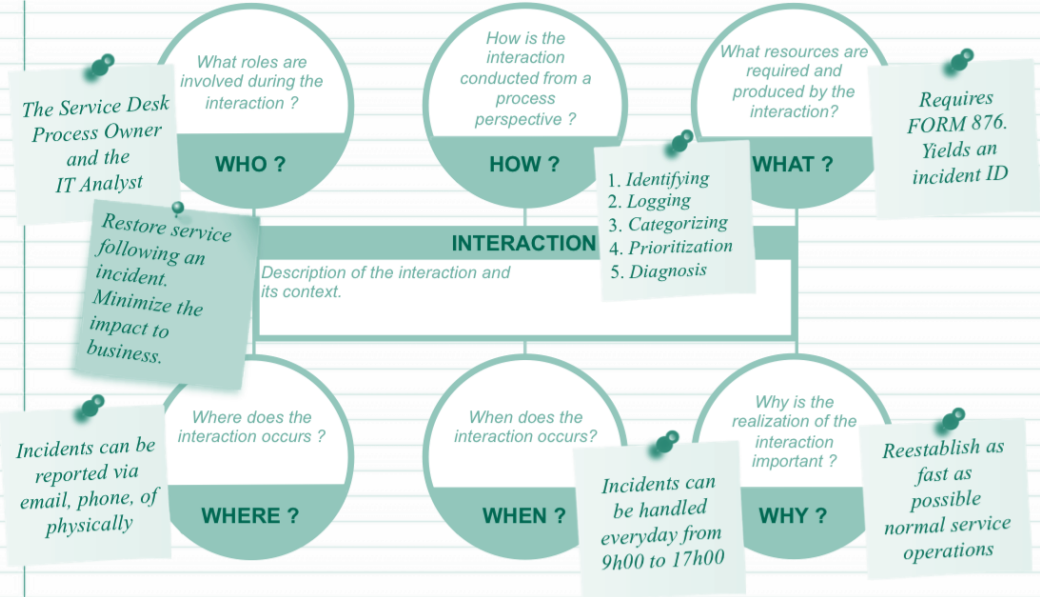 What roles are
involved during the
interaction ?
WHO ?
The Service Desk
Process Owner
and the
IT Analyst
How is the
interaction
conducted from a
process
perspective ?
HOW ?
1. Identifying
2. Logging
3. Categorizing
4. Prioritization
5. Diagnosis
What resources are
required and
produced by the
interaction?
WHAT ?
Requires
FORM 876.
Yields an
incident ID
INTERACTION
Description of the interaction and
its context.
Restore service
following an
incident.
Minimize the
impact to
business.
Where does the
interaction occurs ?
WHERE ?
Incidents can be
reported via
email, phone, of
physically
When does the
interaction occurs?
WHEN ?
Incidents can
be handled
everyday from
9h00 to 17h00
Why is the
realization of the
interaction
important ?
WHY ?
Reestablish as
fast as
possible
normal service
operations